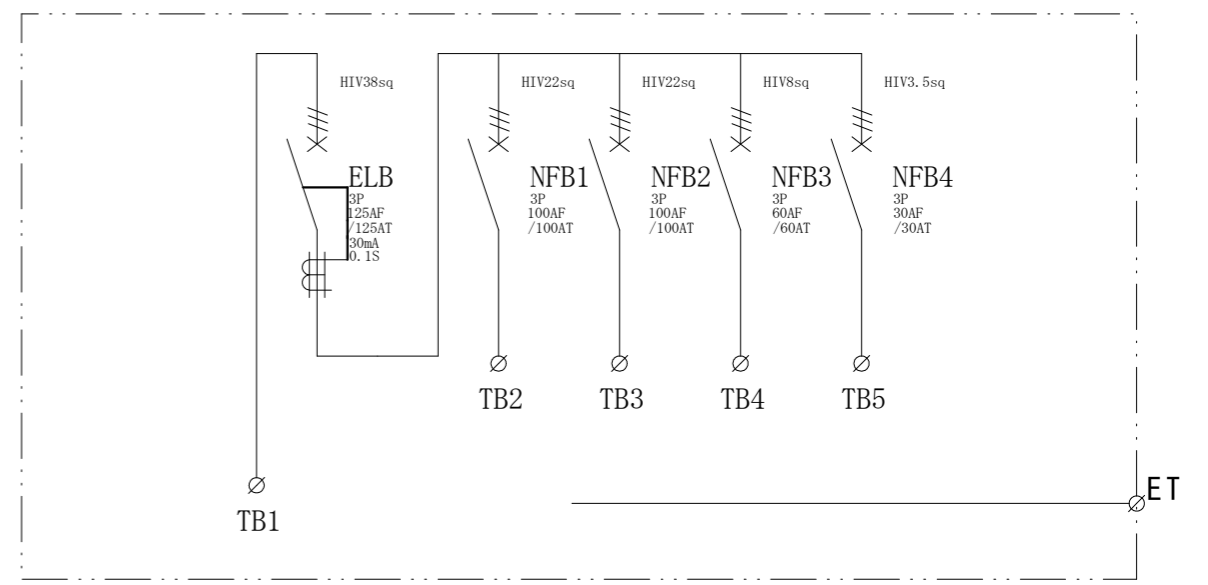 HIV38sq
HIV22sq
HIV22sq
HIV8sq
HIV3.5sq
ELB
3P
125AF
/125AT
30mA
0.1S
NFB1
3P
100AF
/100AT
NFB2
3P
100AF
/100AT
NFB3
3P
60AF
/60AT
NFB4
3P
30AF
/30AT
TB2
TB3
TB4
TB5
TB1
ET